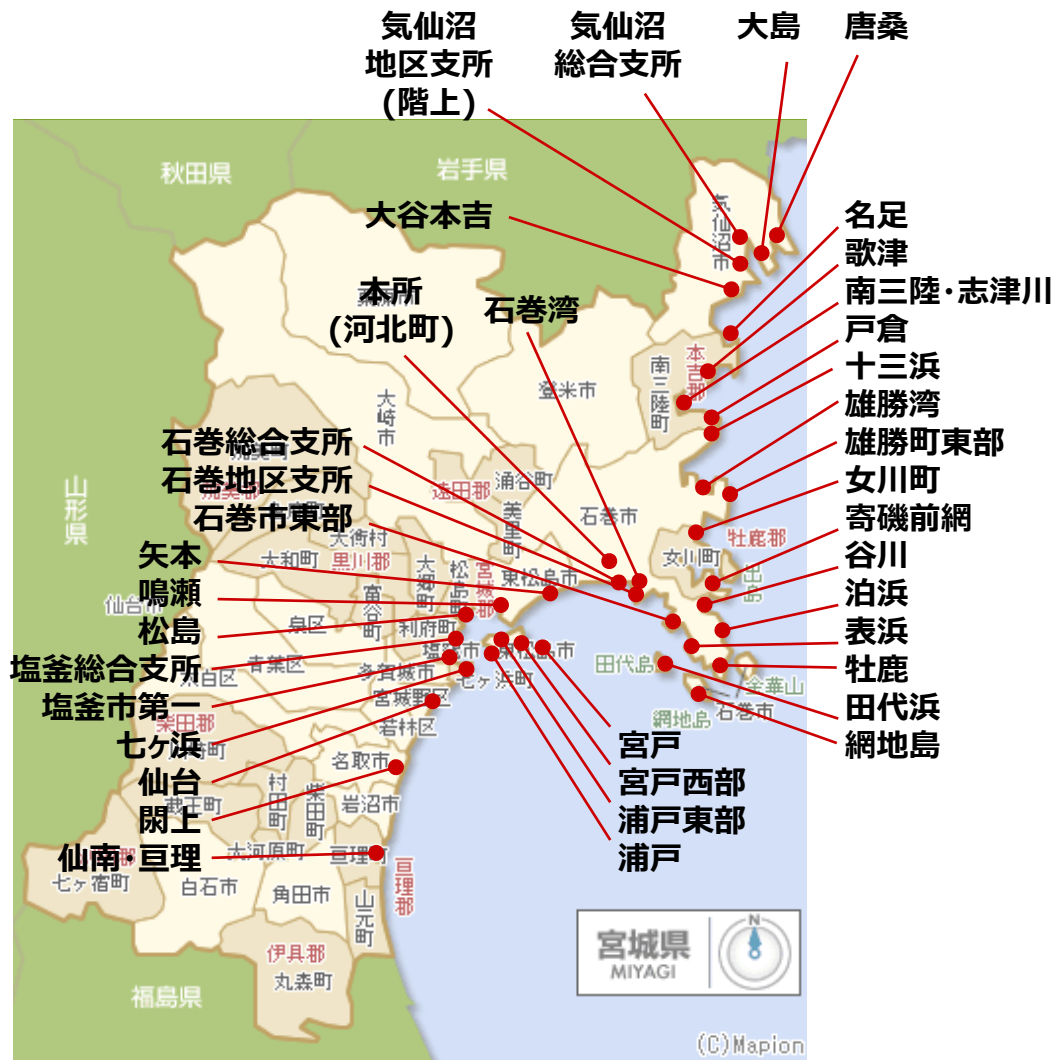 気仙沼
地区支所
(階上)
気仙沼
総合支所
大島
唐桑
秋田県
岩手県
大谷本吉
気仙沼市
名足
歌津
南三陸・志津川
戸倉
十三浜
雄勝湾
雄勝町東部
女川町
寄磯前網
谷川
泊浜
表浜
牡鹿
田代浜
網地島
本所
(河北町)
石巻湾
本吉郡
南三陸町
登米市
大崎市
石巻総合支所
石巻地区支所
石巻市東部
涌谷町
遠田郡
美里町
石巻市
山形県
大衡村
大和町
黒川郡
大郷町
松島町
宮城郡
東松島市
女川町
牡鹿郡
出島
矢本
鳴瀬
松島
塩釜総合支所
塩釜市第一
七ヶ浜
仙台
閖上
仙南・亘理
仙台市
泉区
富谷町
利府町
青葉区
多賀城市
七ヶ浜町
東松島市
宮城野区
若林区
田代島
網地島
金華山
石巻市
宮戸
宮戸西部
浦戸東部
浦戸
柴田郡
名取市
村田町
柴田町
岩沼市
蔵王町
大河原町
亘理町
亘理郡
七ヶ宿町
白石市
角田市
山元町
伊具郡
丸森町
福島県
宮城県
MIYAGI
N
(C)Mapion